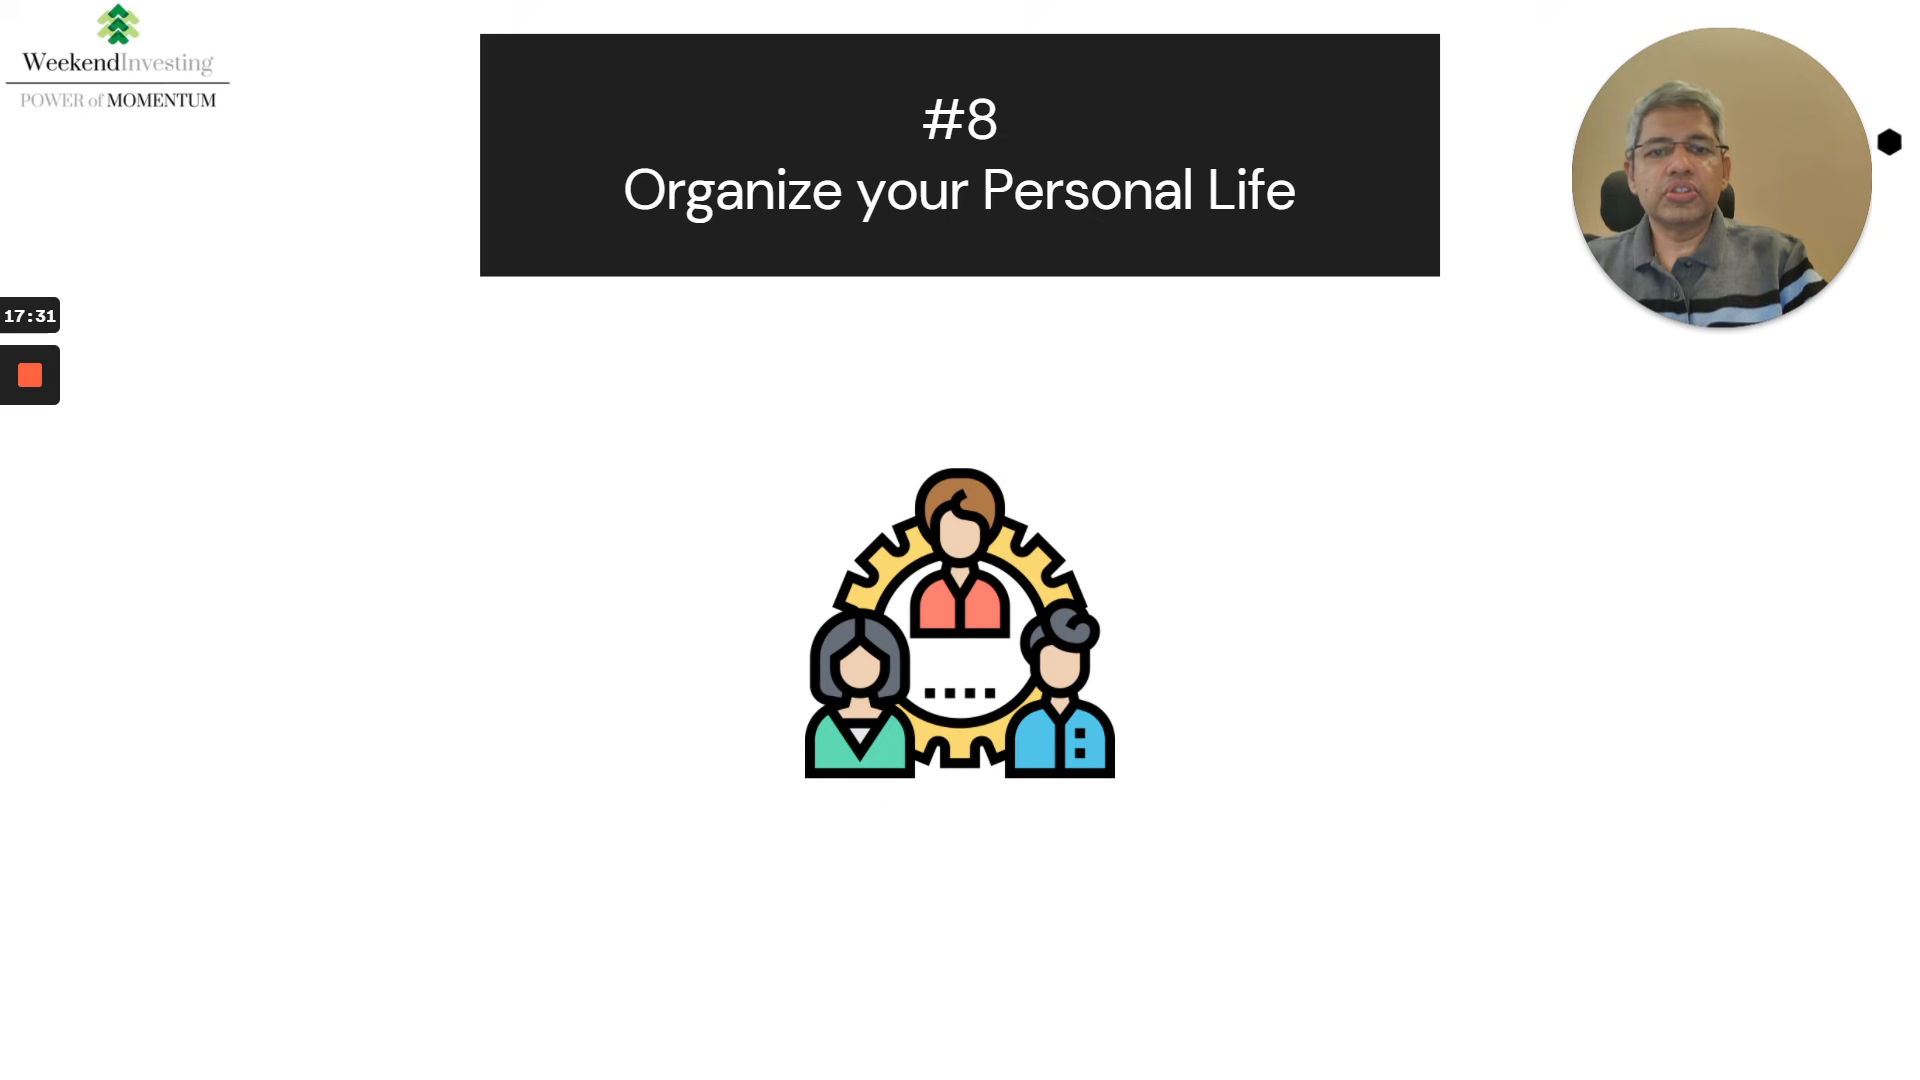 WeekendInvesting
POWER of MOMENTUM
#8
Organize your Personal Life
17:31